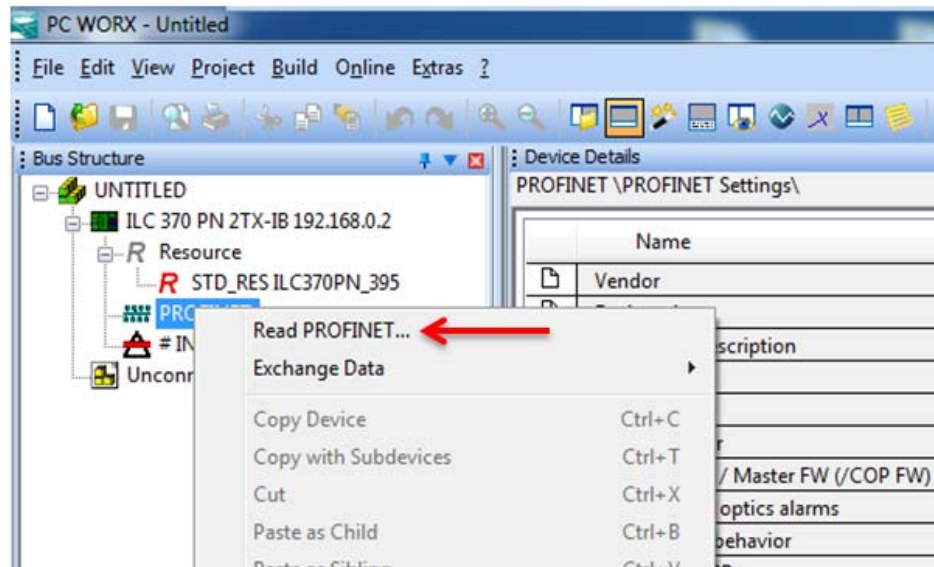 PC WORX - Untitled
File Edit View Project Build Online Extras ?
Bus Structure
UNTITLED
ILC 370 PN 2TX-IB 192.168.0.2
R Resource
R STD_RES ILC370PN_395
# IN
Unconr
Device Details
PROFINET \PROFINET Settings\
Name
Vendor
scription
r
/ Master FW (/COP FW)
optics alarms
behavior
Read PROFINET...
Exchange Data
Copy Device Ctrl+C
Copy with Subdevices Ctrl+T
Cut Ctrl+X
Paste as Child Ctrl+B